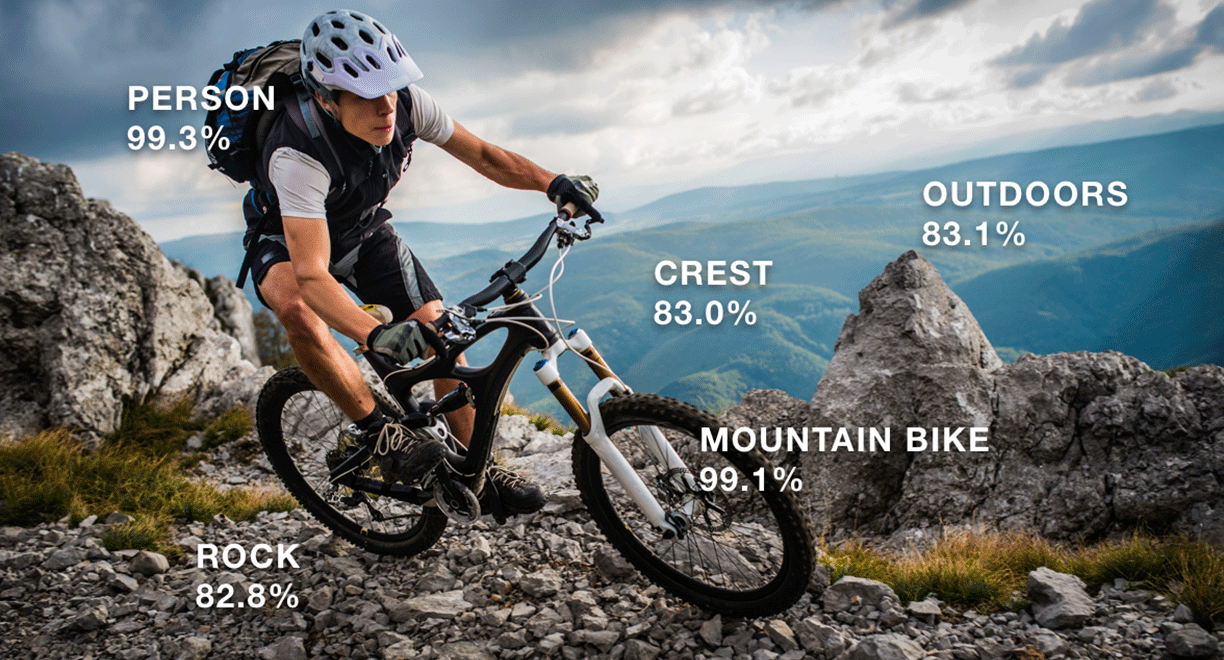 PERSON
99.3%
OUTDOORS
83.1%
CREST
83.0%
MOUNTAIN BIKE
99.1%
ROCK
82.8%